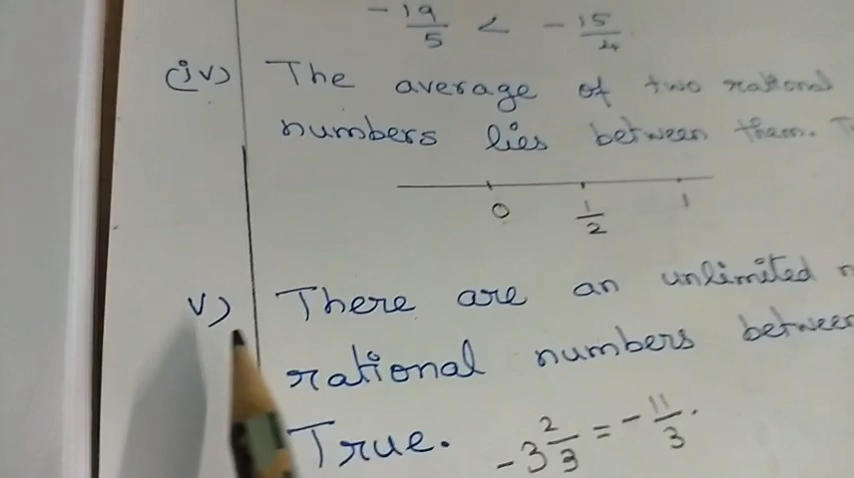 -19/5 < -15/4
(iv) The average of two rational
numbers lies between them. T
0 1/2 1
v) There are an unlimited n
rational numbers between
True. -3 2/3 = -11/3.